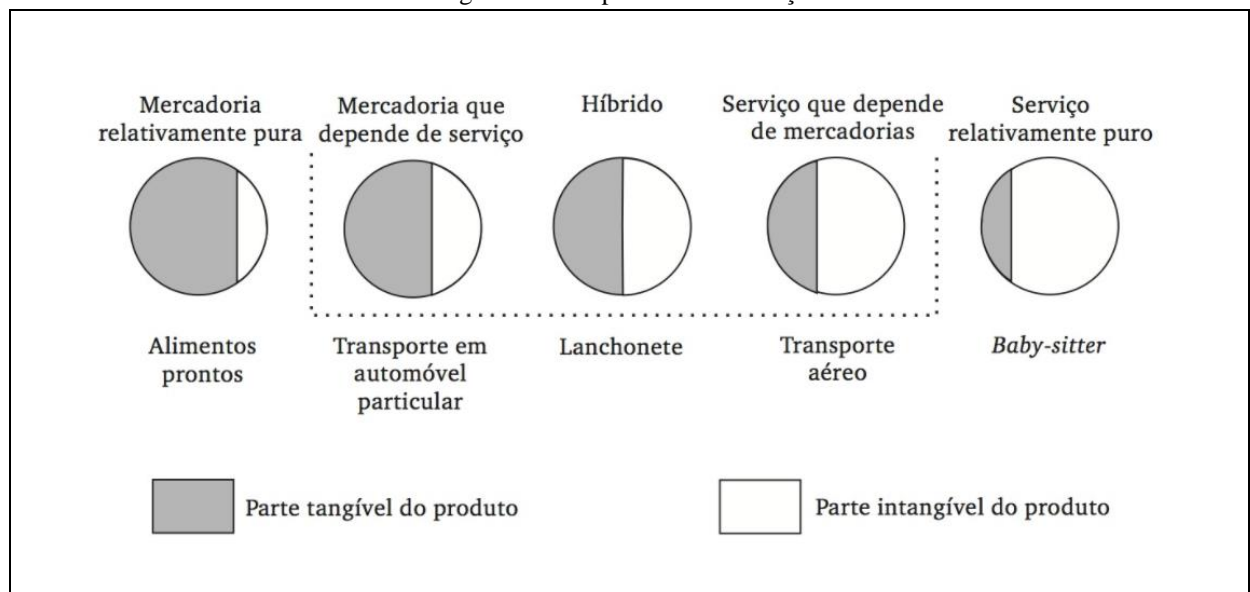 Mercadoria
relativamente pura
Mercadoria que
depende de serviço
Híbrido
Serviço que depende
de mercadorias
Serviço
relativamente puro
Alimentos
prontos
Transporte em
automóvel
particular
Lanchonete
Transporte
aéreo
Baby-sitter
Parte tangível do produto
Parte intangível do produto